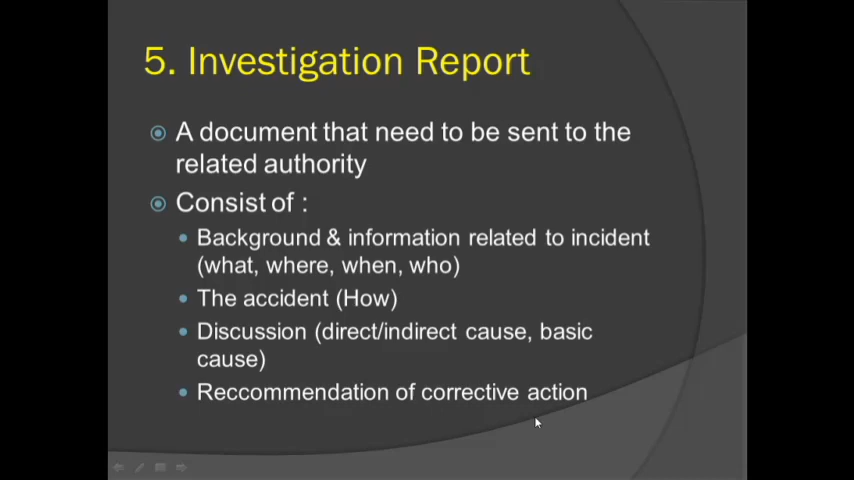 5. Investigation Report
A document that need to be sent to the
related authority
Consist of :
Background & information related to incident
(what, where, when, who)
The accident (How)
Discussion (direct/indirect cause, basic
cause)
Reccommendation of corrective action